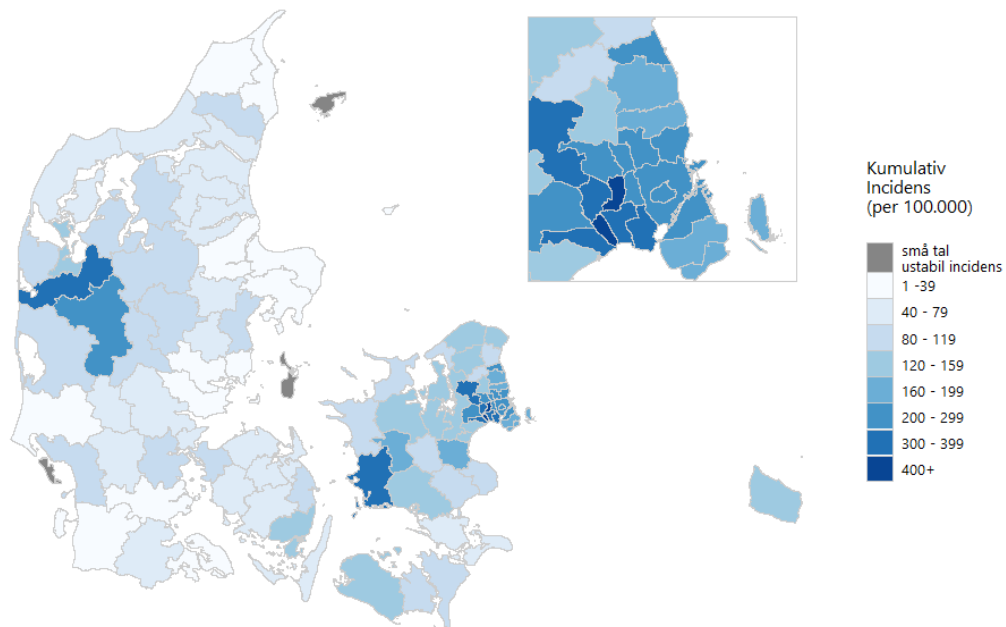 Kumulativ
Incidens
(per 100.000)
små tal
ustabil incidens
1 -39
40 - 79
80 - 119
120 - 159
160 - 199
200 - 299
300 - 399
400+